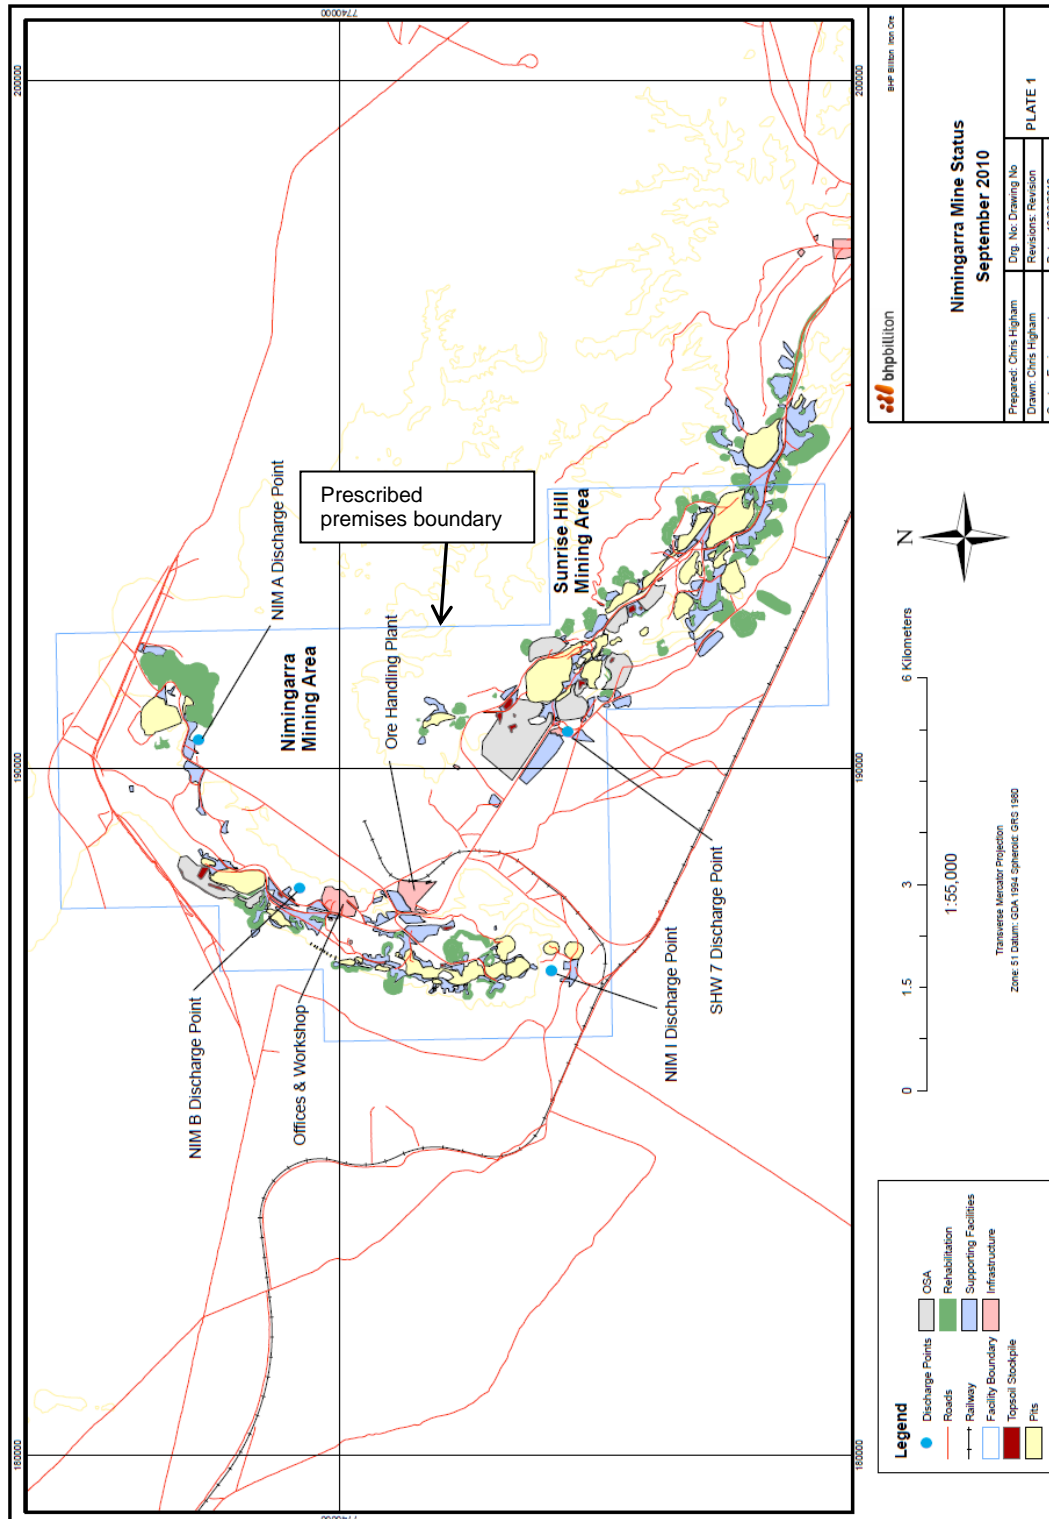 7740000
200000
200000
NIM A Discharge Point
Prescribed
premises boundary
Nimingarra
Mining Area
Ore Handling Plant
Sunrise Hill
Mining Area
190000
190000
NIM B Discharge Point
Offices & Workshop
NIM I Discharge Point
SHW 7 Discharge Point
180000
180000
7740000
Legend
Discharge Points
Roads
Railway
Facility Boundary
Topsoil Stockpile
Pits
OSA
Rehabilitation
Supporting Facilities
Infrastructure
0
1.5
3
6 Kilometers
1:55,000
Transverse Mercator Projection
Zone: 51 Datum: GDA 1994 Spheroid: GRS 1980
N
bhpbilliton
BHP Billiton Iron Ore
Nimingarra Mine Status
September 2010
Prepared: Chris Higham
Drg. No: Drawing No
Drawn: Chris Higham
Revisions: Revision
PLATE 1